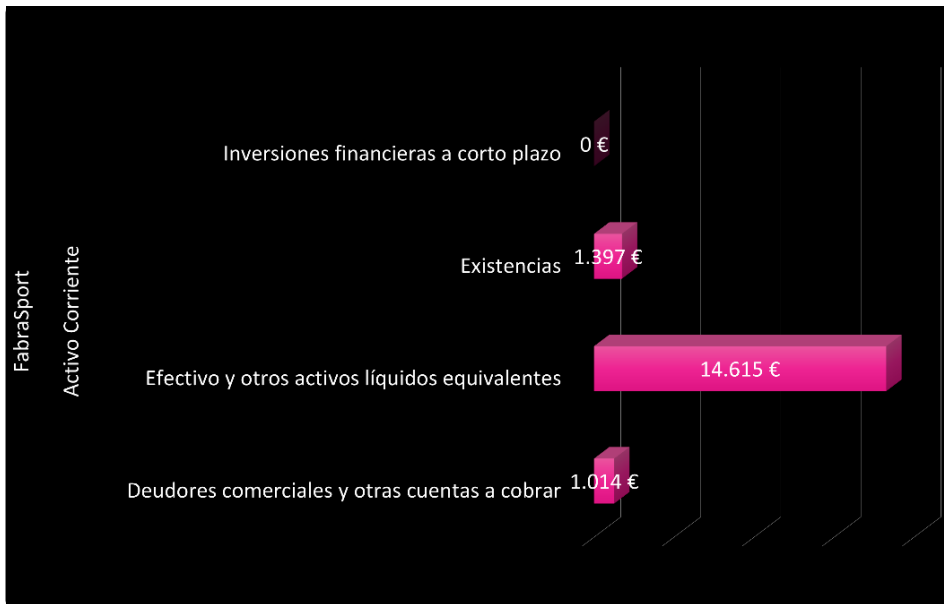 FabraSport
Activo Corriente
Inversiones financieras a corto plazo
0 €
Existencias
1.397 €
Efectivo y otros activos líquidos equivalentes
14.615 €
Deudores comerciales y otras cuentas a cobrar
1.014 €